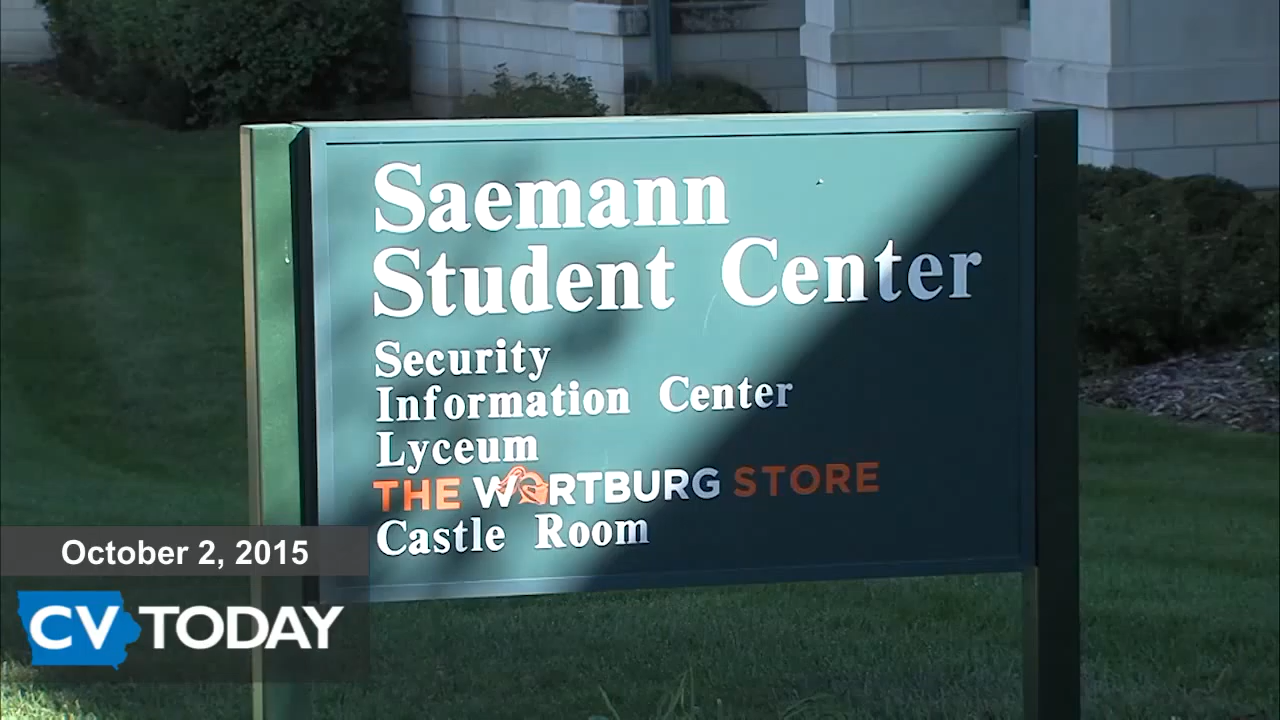 Saemann
Student Center
Security
Information Center
Lyceum
THE WARTBURG STORE
Castle Room
October 2, 2015
CV TODAY